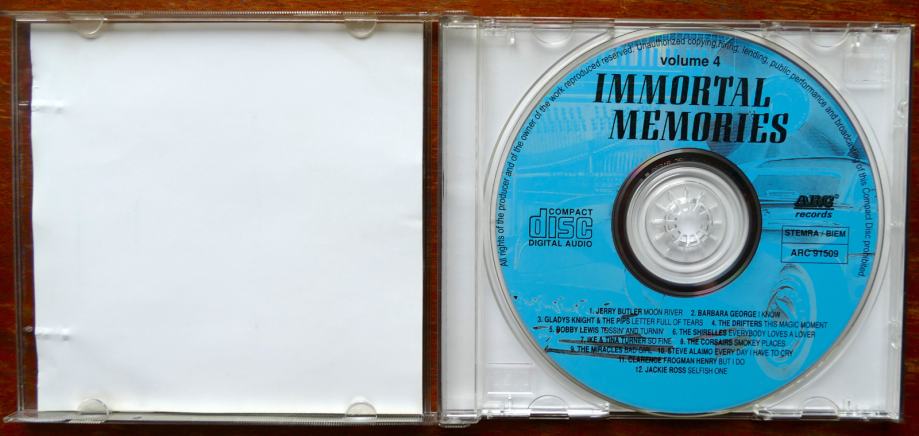 All rights of the producer and of the owner of the work reproduced reserved. Unauthorized copying, hiring, lending, public performance and broadcasting of this Compact Disc prohibited.
volume 4
IMMORTAL
MEMORIES
ARC
records
STEMRA / BIEM
ARC 91509
COMPACT
disc
DIGITAL AUDIO
1. JERRY BUTLER MOON RIVER 2. BARBARA GEORGE I KNOW
3. GLADYS KNIGHT & THE PIPS LETTER FULL OF TEARS 4. THE DRIFTERS THIS MAGIC MOMENT
5. BOBBY LEWIS TOSSIN' AND TURNIN' 6. THE SHIRELLES EVERYBODY LOVES A LOVER
7. IKE & TINA TURNER SO FINE 8. THE CORSAIRS SMOKEY PLACES
9. THE MIRACLES BAD GIRL 10. STEVE ALAIMO EVERY DAY I HAVE TO CRY
11. CLARENCE FROGMAN HENRY BUT I DO
12. JACKIE ROSS SELFISH ONE